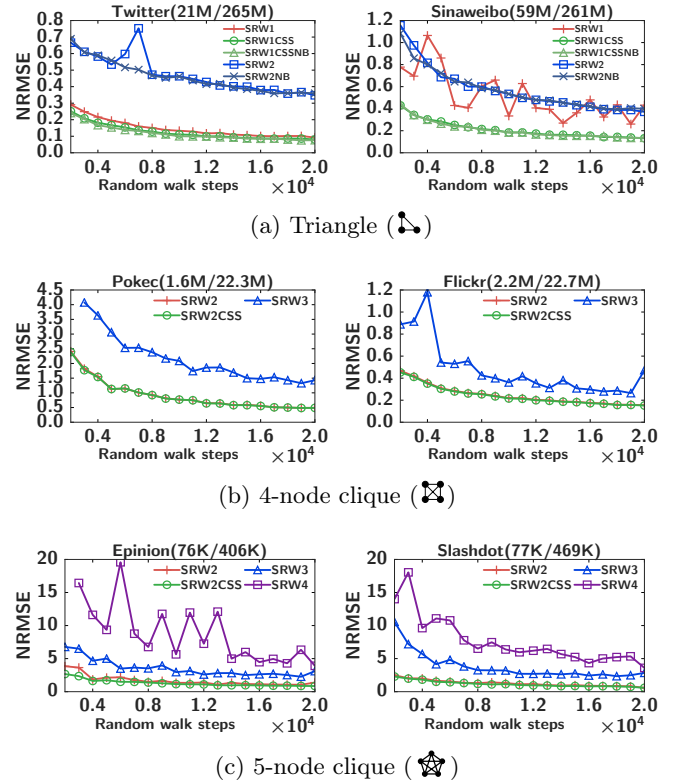 Twitter(21M/265M)
NRMSE
0.8
0.7
0.6
0.5
0.4
0.3
0.2
0.1
0.0
SRW1
SRW1CSS
SRW1CSSNB
SRW2
SRW2NB
0.4 0.8 1.2 1.6 2.0
Random walk steps ×10⁴
Sinaweibo(59M/261M)
NRMSE
1.2
1.0
0.8
0.6
0.4
0.2
0.0
SRW1
SRW1CSS
SRW1CSSNB
SRW2
SRW2NB
0.4 0.8 1.2 1.6 2.0
Random walk steps ×10⁴
(a) Triangle ( )
Pokec(1.6M/22.3M)
NRMSE
4.5
4.0
3.5
3.0
2.5
2.0
1.5
1.0
0.5
0.0
SRW2 SRW3
SRW2CSS
0.4 0.8 1.2 1.6 2.0
Random walk steps ×10⁴
Flickr(2.2M/22.7M)
NRMSE
1.2
1.0
0.8
0.6
0.4
0.2
0.0
SRW2 SRW3
SRW2CSS
0.4 0.8 1.2 1.6 2.0
Random walk steps ×10⁴
(b) 4-node clique ( )
Epinion(76K/406K)
NRMSE
20
15
10
5
0
SRW2 SRW3
SRW2CSS SRW4
0.4 0.8 1.2 1.6 2.0
Random walk steps ×10⁴
Slashdot(77K/469K)
NRMSE
20
15
10
5
0
SRW2 SRW3
SRW2CSS SRW4
0.4 0.8 1.2 1.6 2.0
Random walk steps ×10⁴
(c) 5-node clique ( )